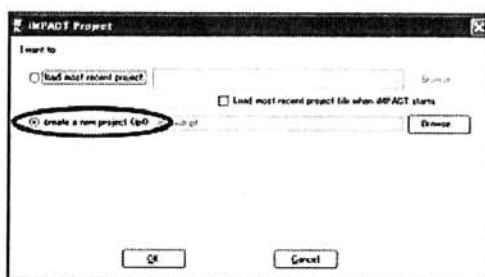 iMPACT Project
I want to
load most recent project
Browse
Load most recent project file when iMPACT starts
create a new project (.ipf)
Browse...
OK
Cancel